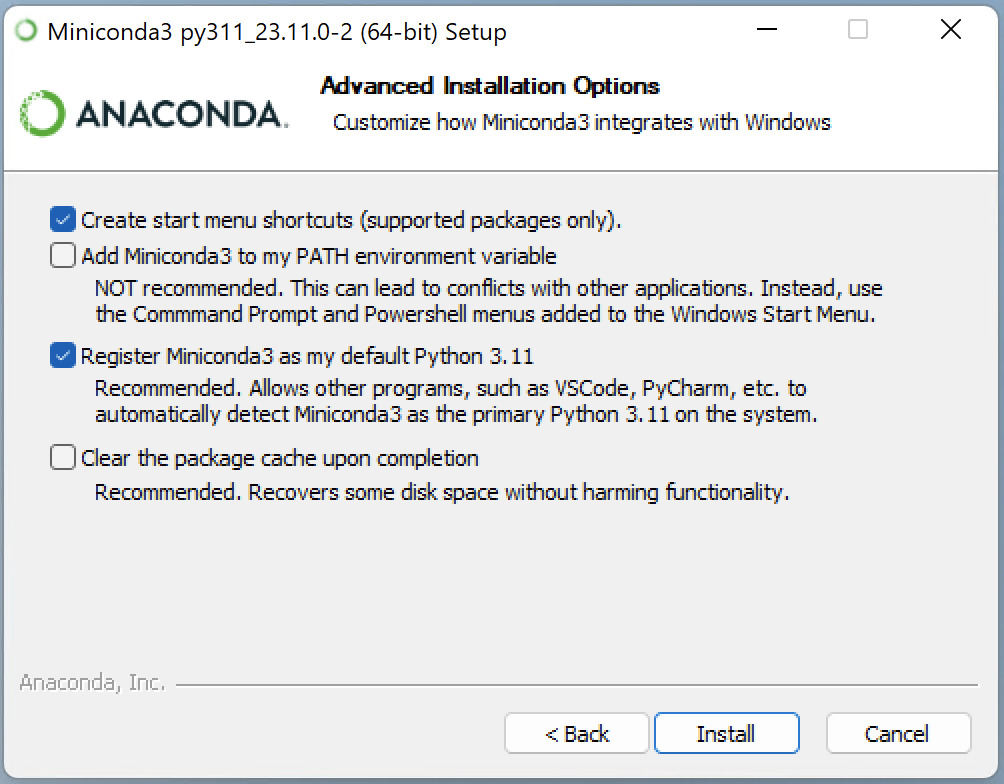 Miniconda3 py311_23.11.0-2 (64-bit) Setup
ANACONDA.
Advanced Installation Options
Customize how Miniconda3 integrates with Windows
Create start menu shortcuts (supported packages only).
Add Miniconda3 to my PATH environment variable
NOT recommended. This can lead to conflicts with other applications. Instead, use
the Commmand Prompt and Powershell menus added to the Windows Start Menu.
Register Miniconda3 as my default Python 3.11
Recommended. Allows other programs, such as VSCode, PyCharm, etc. to
automatically detect Miniconda3 as the primary Python 3.11 on the system.
Clear the package cache upon completion
Recommended. Recovers some disk space without harming functionality.
Anaconda, Inc.
< Back
Install
Cancel